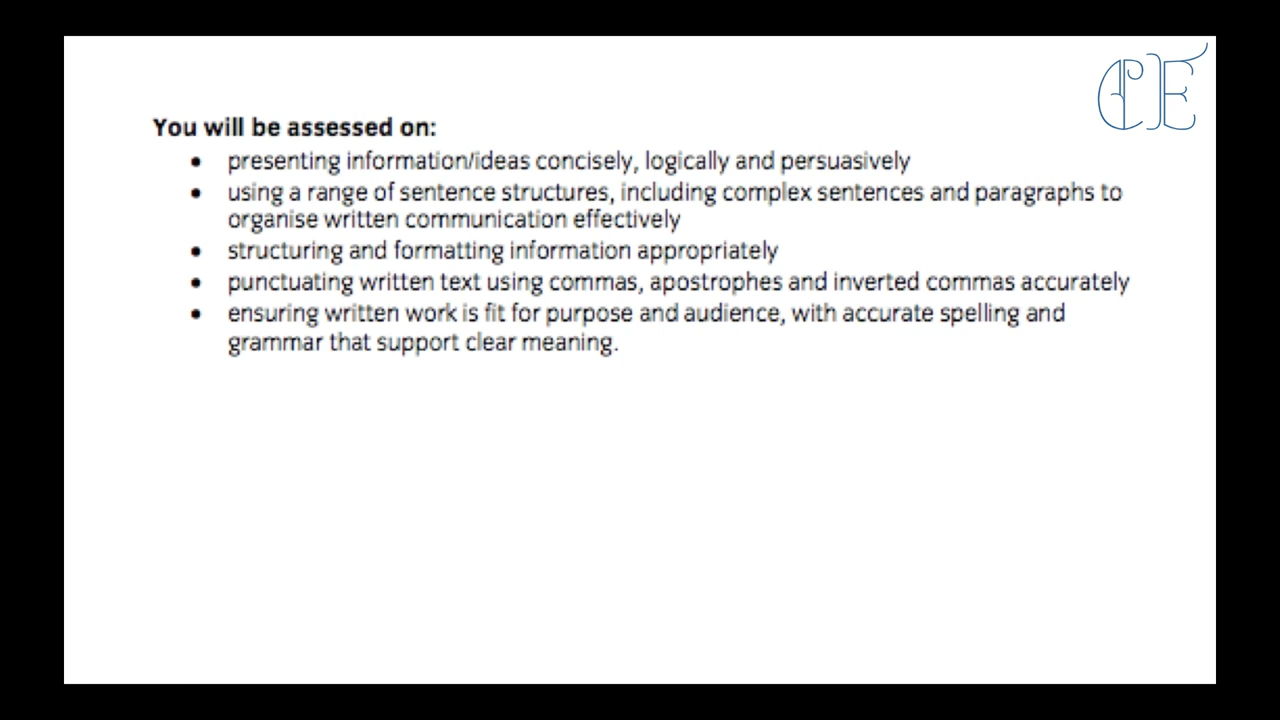 CE
You will be assessed on:
• presenting information/ideas concisely, logically and persuasively
• using a range of sentence structures, including complex sentences and paragraphs to
organise written communication effectively
• structuring and formatting information appropriately
• punctuating written text using commas, apostrophes and inverted commas accurately
• ensuring written work is fit for purpose and audience, with accurate spelling and
grammar that support clear meaning.